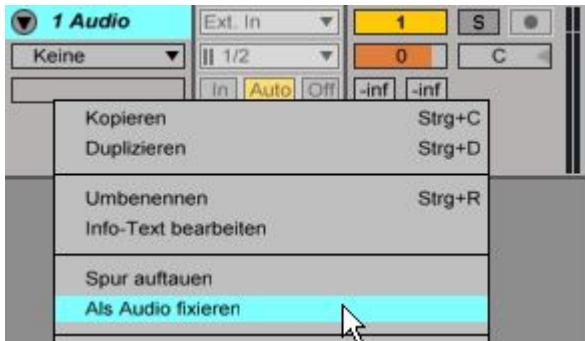 1 Audio Ext. In 1 S
Keine 1/2 0 C
In Auto Off -inf -inf
Kopieren Strg+C
Duplizieren Strg+D
Umbenennen Strg+R
Info-Text bearbeiten
Spur auftauen
Als Audio fixieren